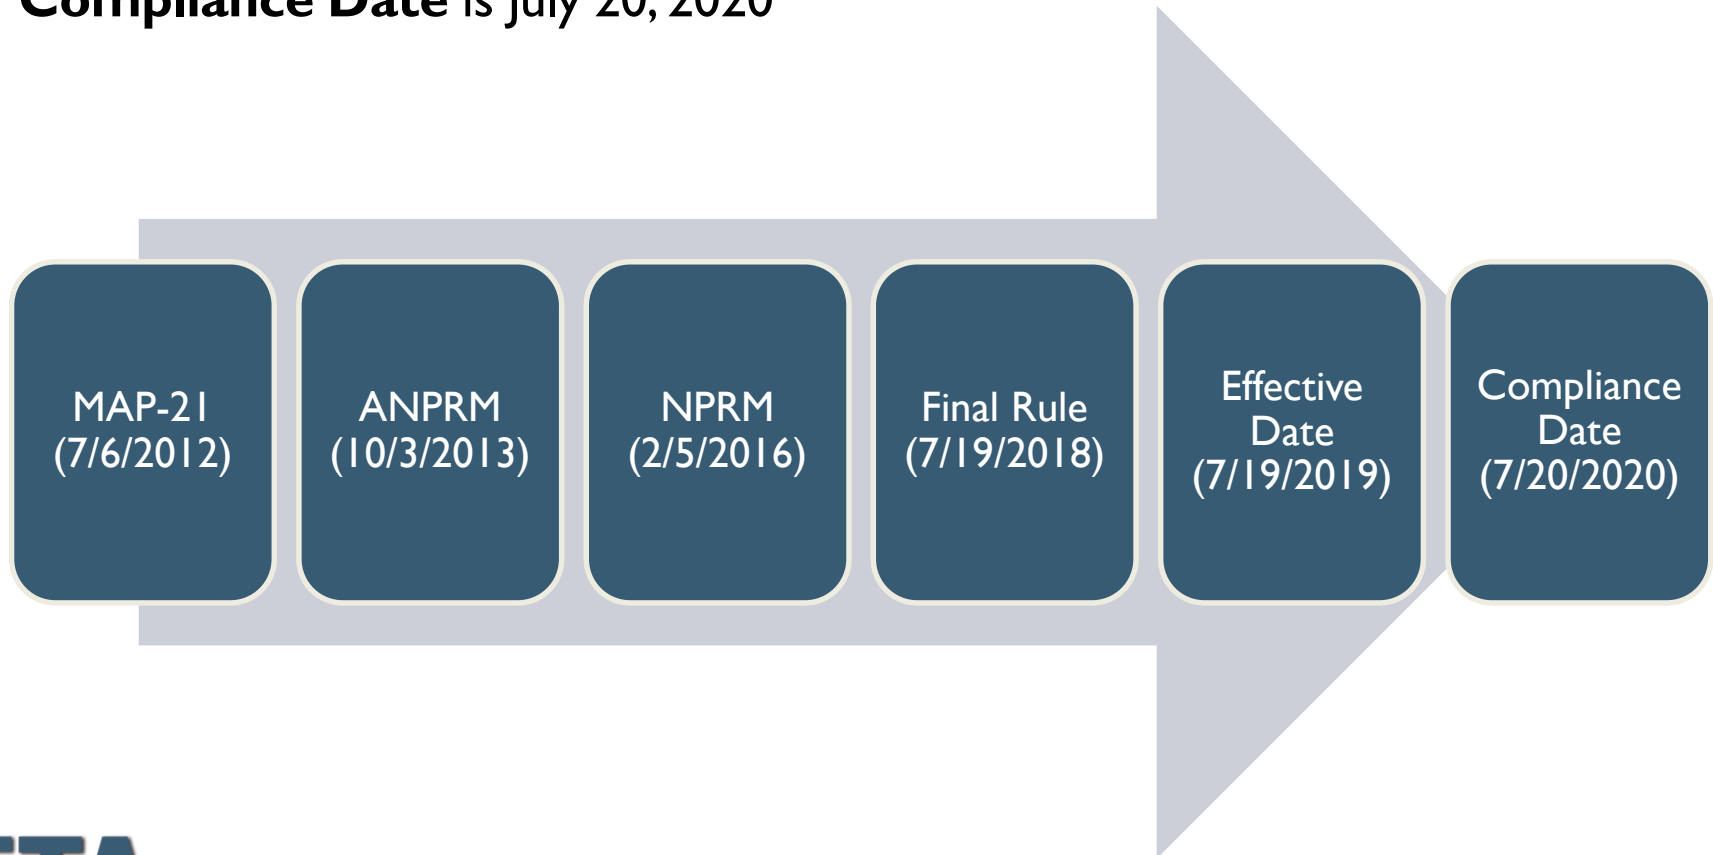 Compliance Date is July 20, 2020
MAP-21
(7/6/2012)
ANPRM
(10/3/2013)
NPRM
(2/5/2016)
Final Rule
(7/19/2018)
Effective
Date
(7/19/2019)
Compliance
Date
(7/20/2020)